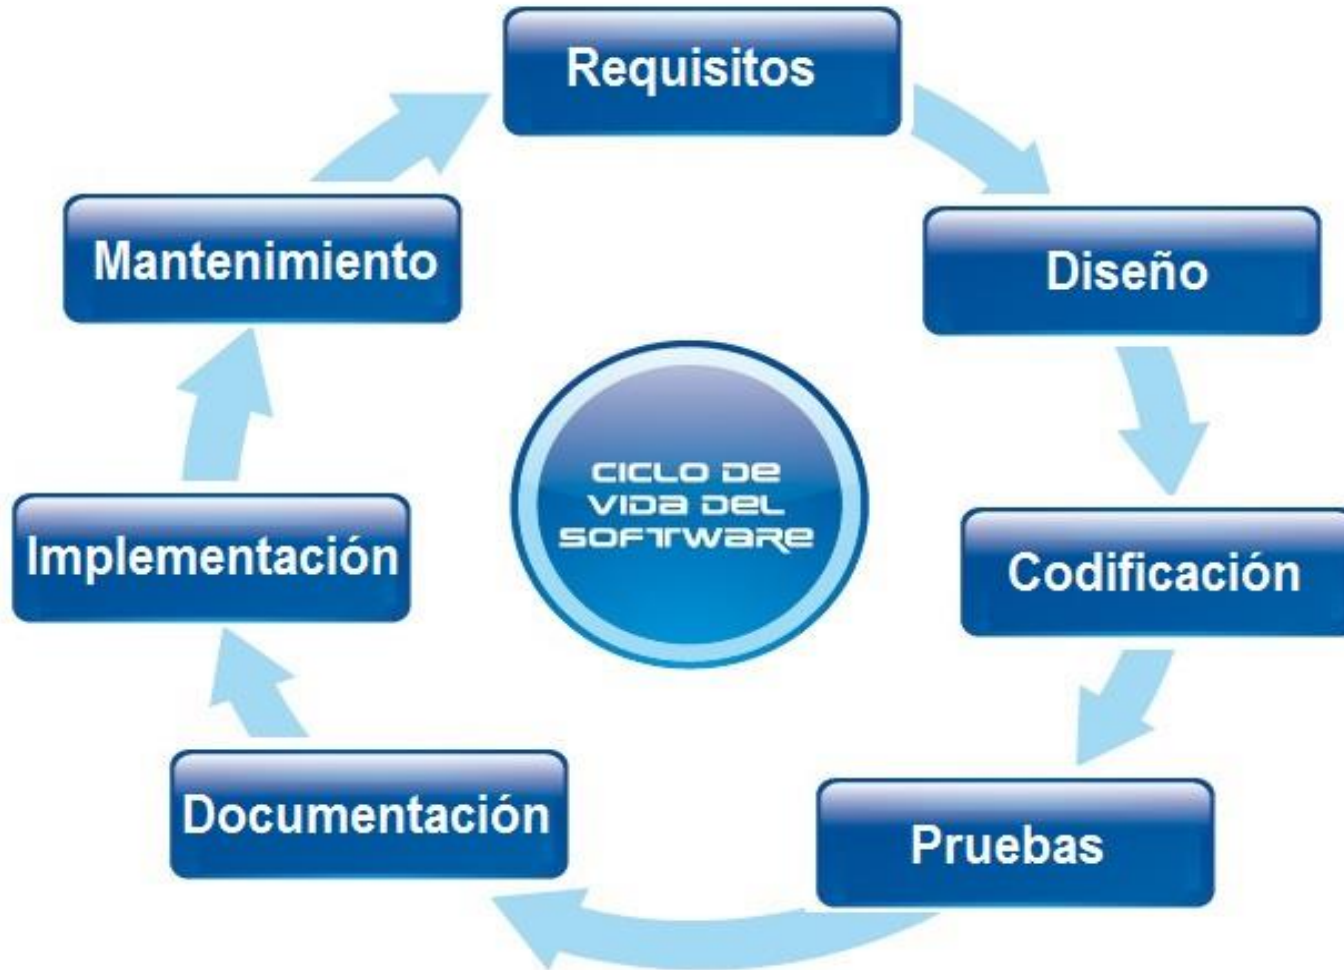 Requisitos
Diseño
Codificación
Pruebas
Documentación
Implementación
Mantenimiento
CICLO DE
VIDA DEL
SOFTWARE